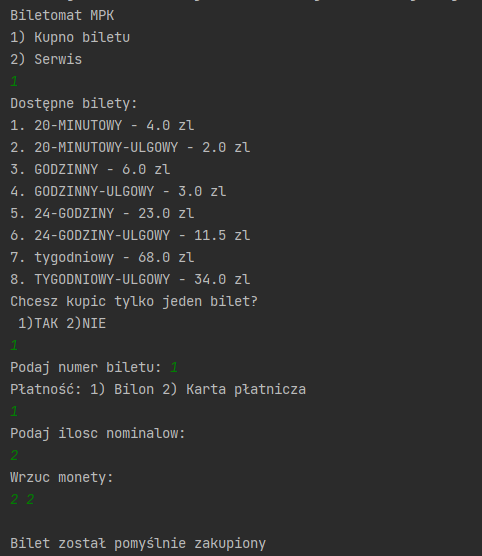 Biletomat MPK
1) Kupno biletu
2) Serwis
1
Dostępne bilety:
1. 20-MINUTOWY - 4.0 zl
2. 20-MINUTOWY-ULGOWY - 2.0 zl
3. GODZINNY - 6.0 zl
4. GODZINNY-ULGOWY - 3.0 zl
5. 24-GODZINY - 23.0 zl
6. 24-GODZINY-ULGOWY - 11.5 zl
7. tygodniowy - 68.0 zl
8. TYGODNIOWY-ULGOWY - 34.0 zl
Chcesz kupic tylko jeden bilet?
1)TAK 2)NIE
1
Podaj numer biletu: 1
Płatność: 1) Bilon 2) Karta płatnicza
1
Podaj ilosc nominalow:
2
Wrzuc monety:
2 2
Bilet został pomyślnie zakupiony